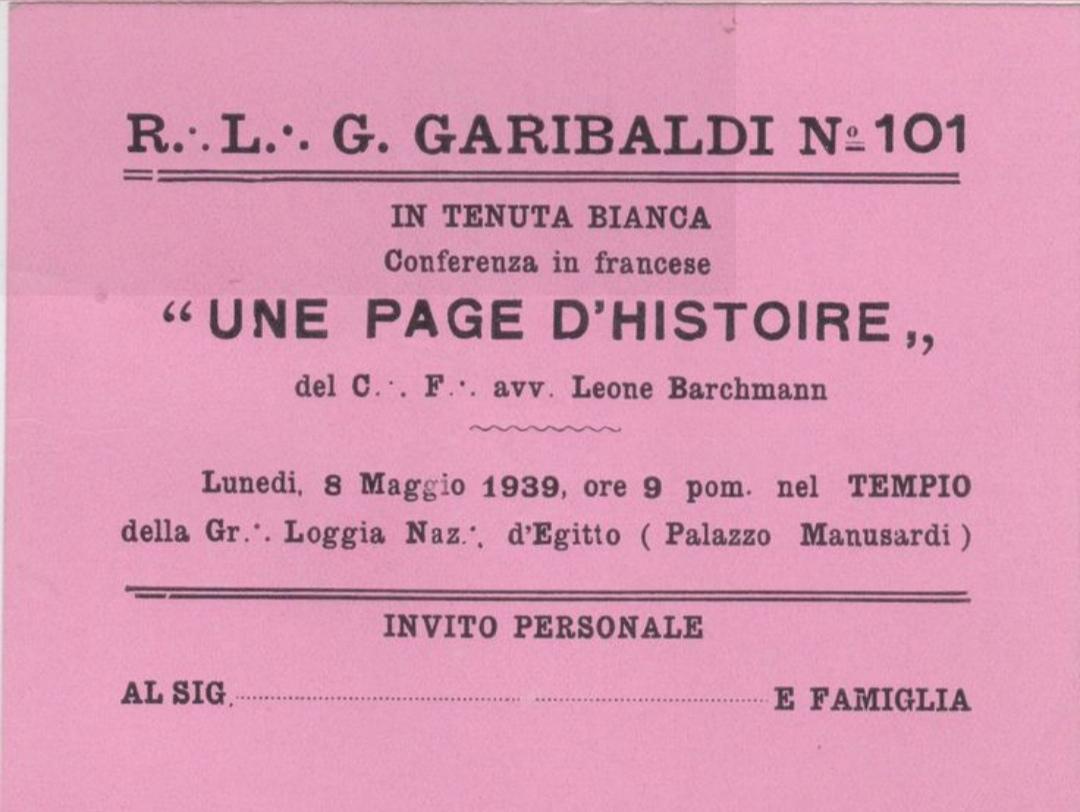 R.∴ L.∴ G. GARIBALDI Nº 101
IN TENUTA BIANCA
Conferenza in francese
“ UNE PAGE D'HISTOIRE „
del C.∴ F.∴ avv. Leone Barchmann
Lunedi, 8 Maggio 1939, ore 9 pom. nel TEMPIO
della Gr.∴ Loggia Naz.∴ d'Egitto ( Palazzo Manusardi )
INVITO PERSONALE
AL SIG. E FAMIGLIA